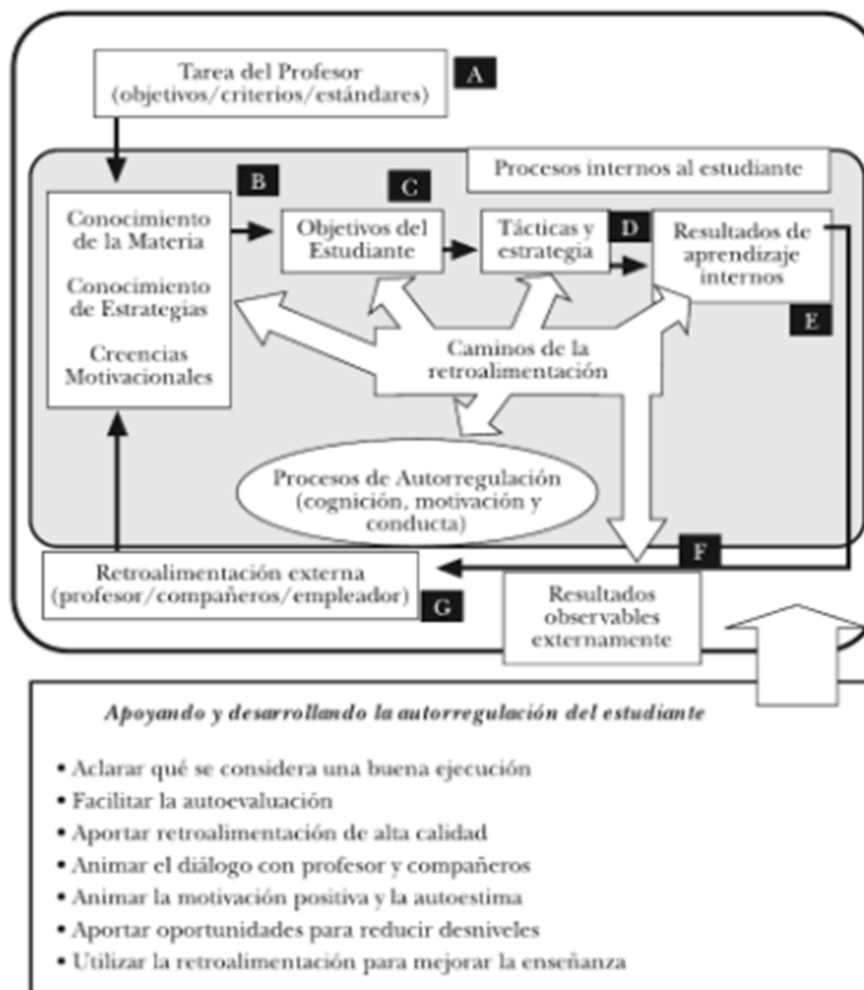 Tarea del Profesor
(objetivos/criterios/estándares)
A
Procesos internos al estudiante
B
C
Conocimiento
de la Materia
Conocimiento
de Estrategias
Creencias
Motivacionales
Objetivos del
Estudiante
Tácticas y
estrategia
D
Resultados de
aprendizaje
internos
E
Caminos de la
retroalimentación
Procesos de Autorregulación
(cognición, motivación y
conducta)
F
Retroalimentación externa
(profesor/compañeros/empleador)
G
Resultados
observables
externamente
Apoyando y desarrollando la autorregulación del estudiante
• Aclarar qué se considera una buena ejecución
• Facilitar la autoevaluación
• Aportar retroalimentación de alta calidad
• Animar el diálogo con profesor y compañeros
• Animar la motivación positiva y la autoestima
• Aportar oportunidades para reducir desniveles
• Utilizar la retroalimentación para mejorar la enseñanza